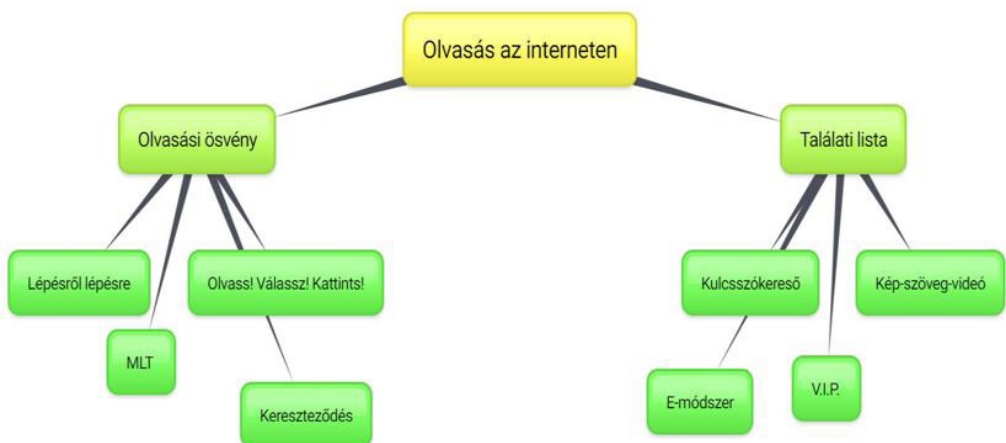 Olvasás az interneten
Olvasási ösvény
Találati lista
Lépésről lépésre
Olvass! Válassz! Kattints!
Kulcsszókereső
Kép-szöveg-videó
MLT
Kereszteződés
E-módszer
V.I.P.